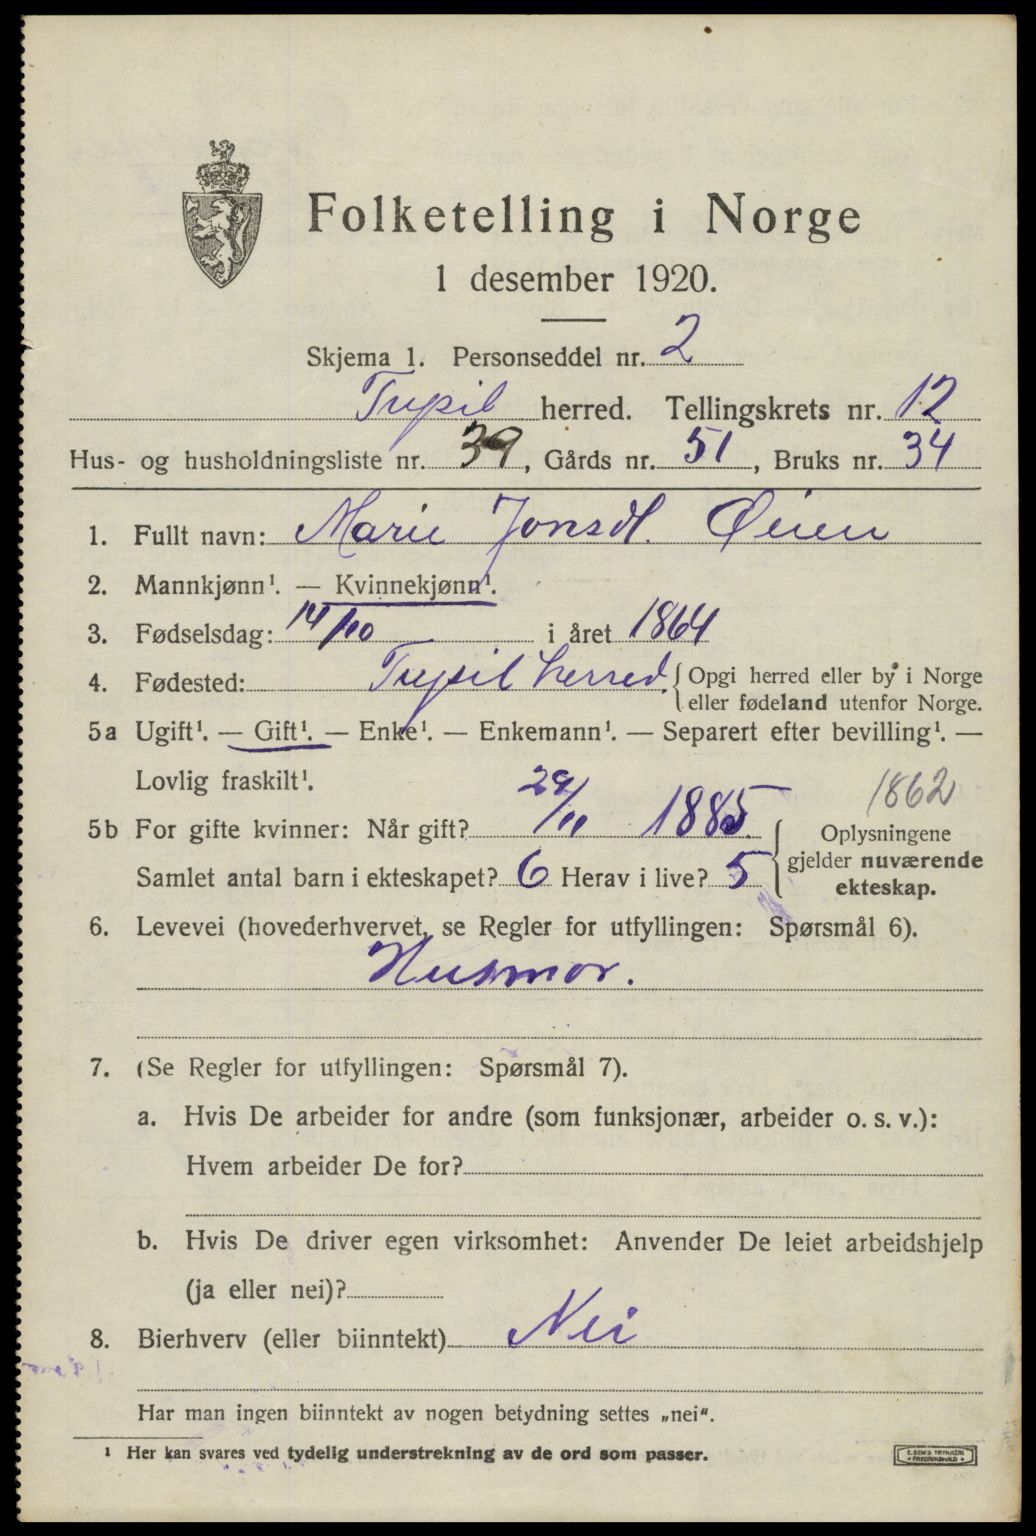 Folketelling i Norge
1 desember 1920.
Skjema 1. Personseddel nr. 2
Trysil herred. Tellingskrets nr. 12
Hus- og husholdningsliste nr. 39, Gårds nr. 51, Bruks nr. 34
1. Fullt navn: Marie Jonsdt. Øien
2. Mannkjønn¹. — Kvinnekjønn¹.
3. Fødselsdag: 14/10 i året 1864
4. Fødested: Trysil herred. { Opgi herred eller by i Norge
eller fødeland utenfor Norge.
5a Ugift¹. — Gift¹. — Enke¹. — Enkemann¹. — Separert efter bevilling¹. —
Lovlig fraskilt¹.
1862
5b For gifte kvinner: Når gift? 29/11 1885. { Oplysningene
gjelder nuværende
ekteskap.
Samlet antal barn i ekteskapet? 6 Herav i live? 5
6. Levevei (hovederhvervet, se Regler for utfyllingen: Spørsmål 6).
Husmor.
7. (Se Regler for utfyllingen: Spørsmål 7).
a. Hvis De arbeider for andre (som funksjonær, arbeider o. s. v.):
Hvem arbeider De for?
b. Hvis De driver egen virksomhet: Anvender De leiet arbeidshjelp
(ja eller nei)?
8. Bierhverv (eller biinntekt) Nei
Har man ingen biinntekt av nogen betydning settes „nei".
¹ Her kan svares ved tydelig understrekning av de ord som passer.
E. SEM'S TRYKKERI
• FREDRIKSHALD •